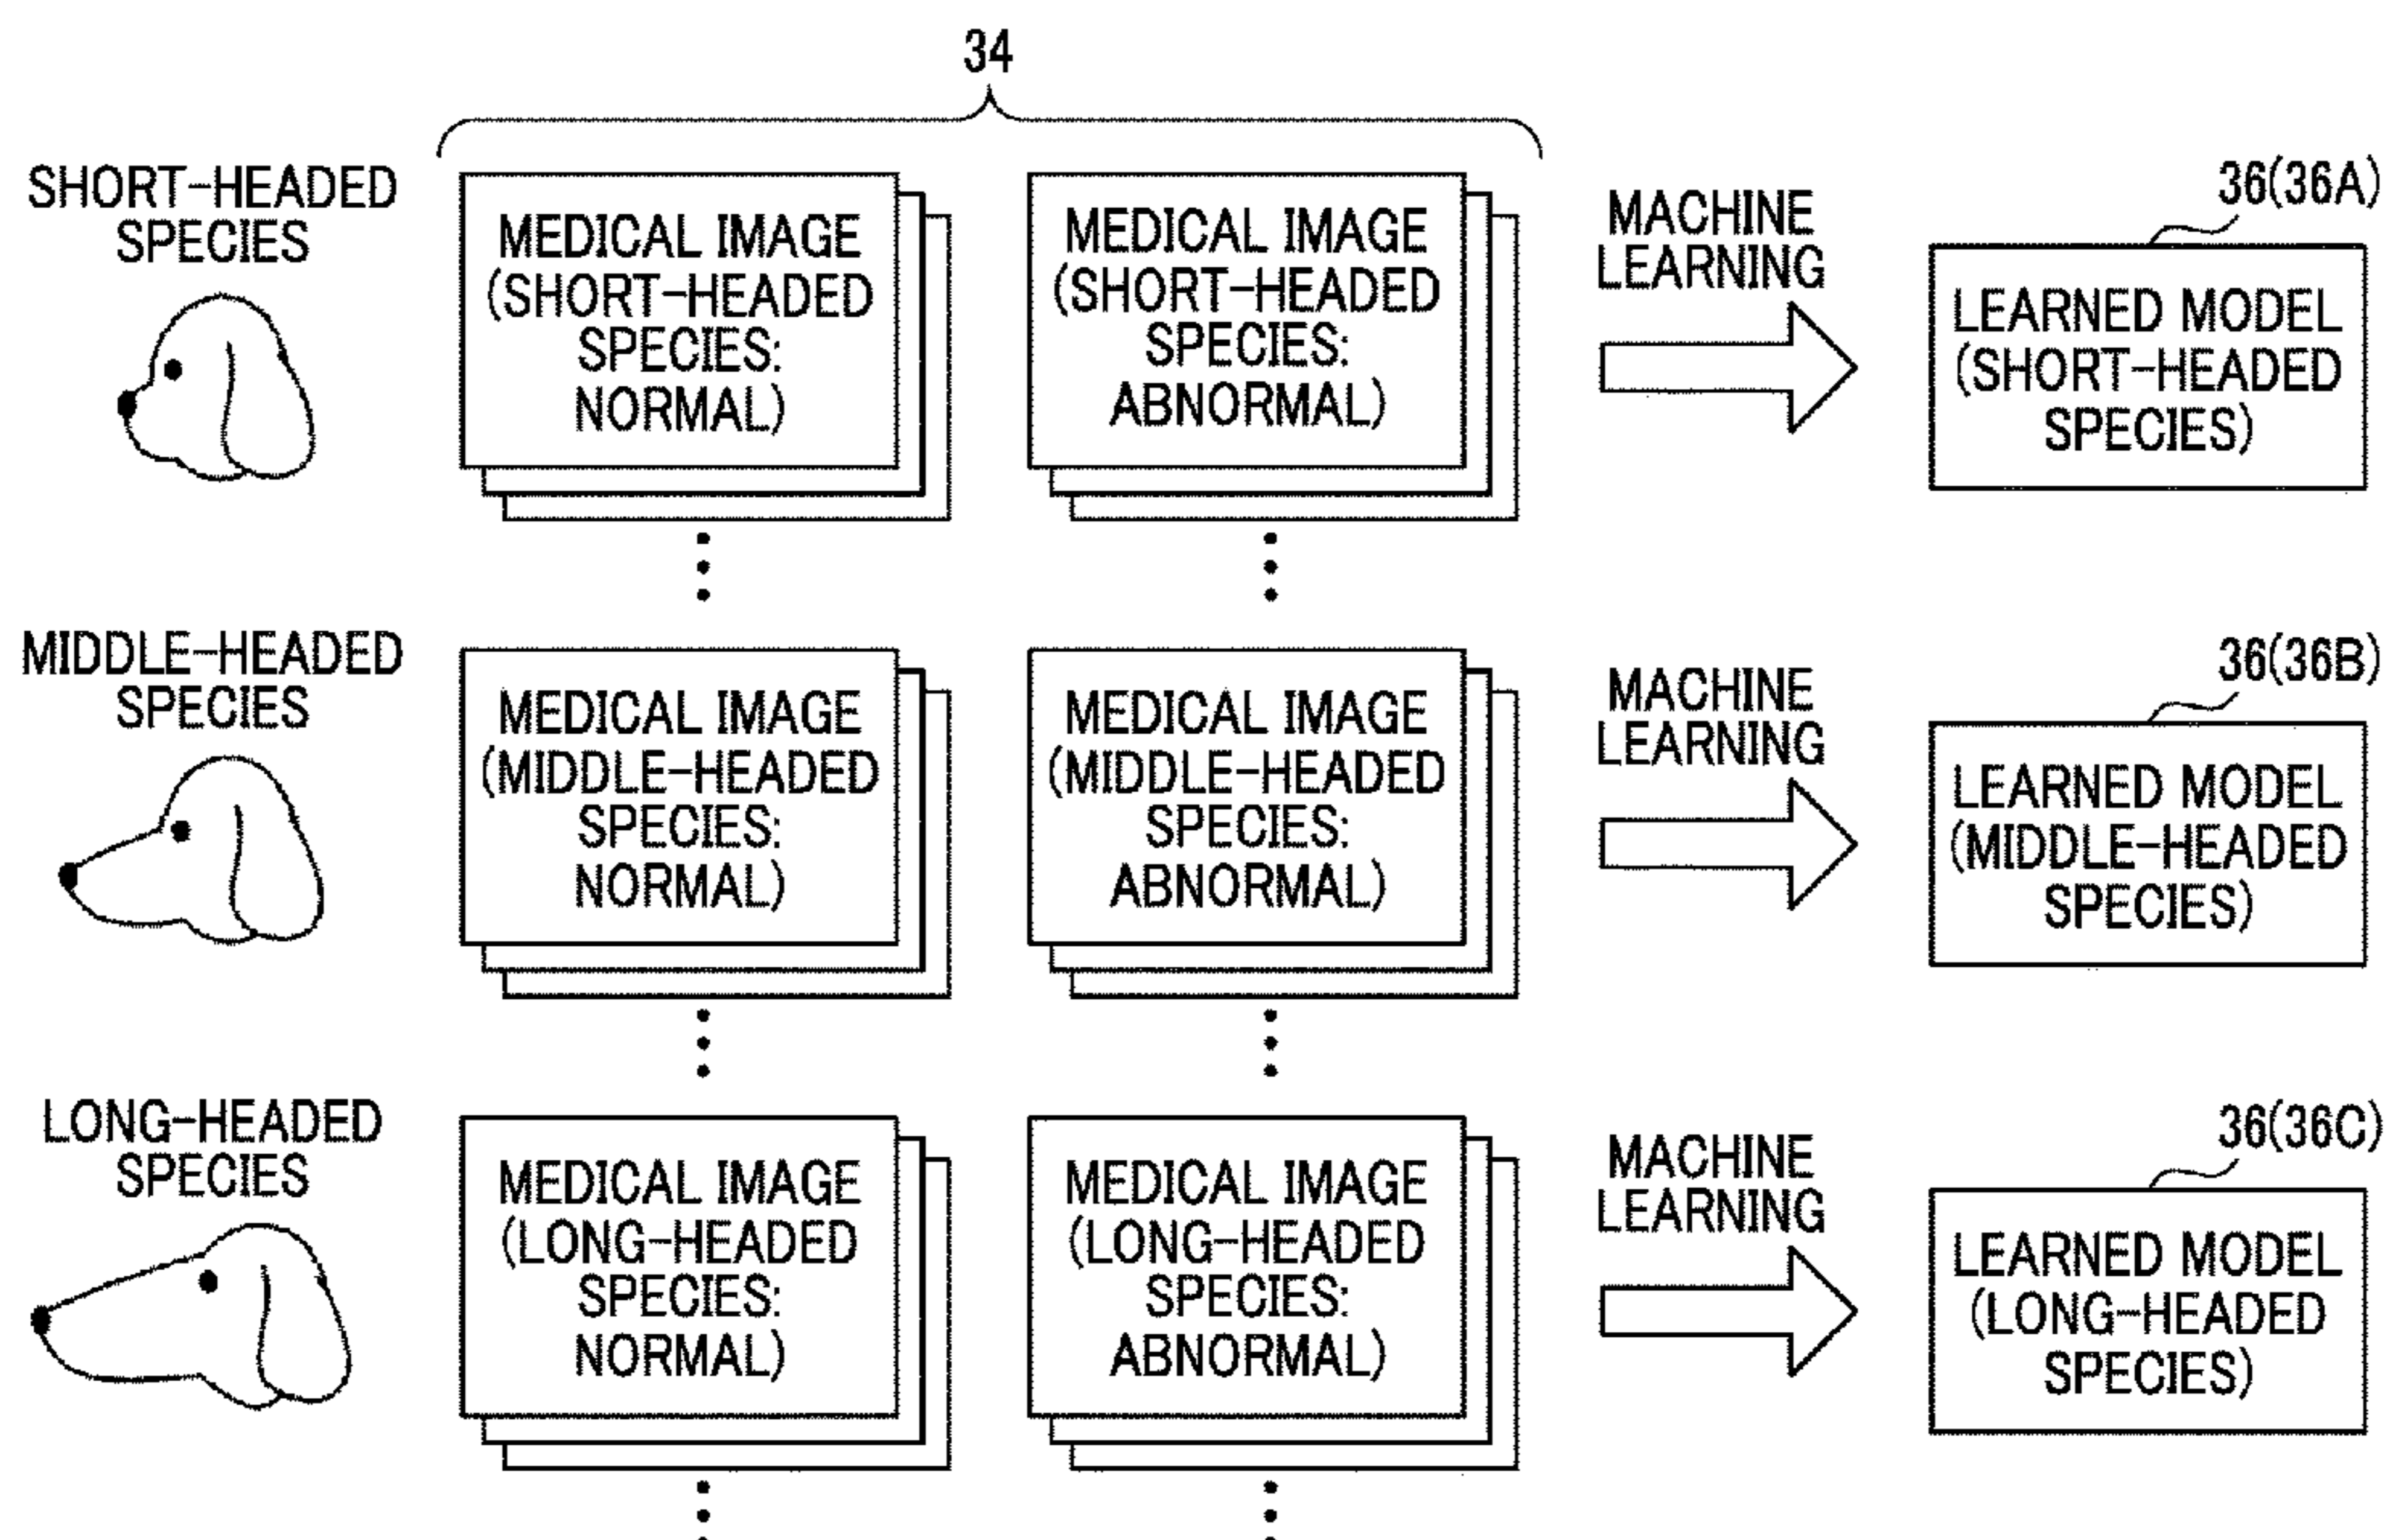 34
SHORT-HEADED
SPECIES
MEDICAL IMAGE
(SHORT-HEADED
SPECIES:
NORMAL)
MEDICAL IMAGE
(SHORT-HEADED
SPECIES:
ABNORMAL)
MACHINE
LEARNING
36(36A)
LEARNED MODEL
(SHORT-HEADED
SPECIES)
MIDDLE-HEADED
SPECIES
MEDICAL IMAGE
(MIDDLE-HEADED
SPECIES:
NORMAL)
MEDICAL IMAGE
(MIDDLE-HEADED
SPECIES:
ABNORMAL)
MACHINE
LEARNING
36(36B)
LEARNED MODEL
(MIDDLE-HEADED
SPECIES)
LONG-HEADED
SPECIES
MEDICAL IMAGE
(LONG-HEADED
SPECIES:
NORMAL)
MEDICAL IMAGE
(LONG-HEADED
SPECIES:
ABNORMAL)
MACHINE
LEARNING
36(36C)
LEARNED MODEL
(LONG-HEADED
SPECIES)